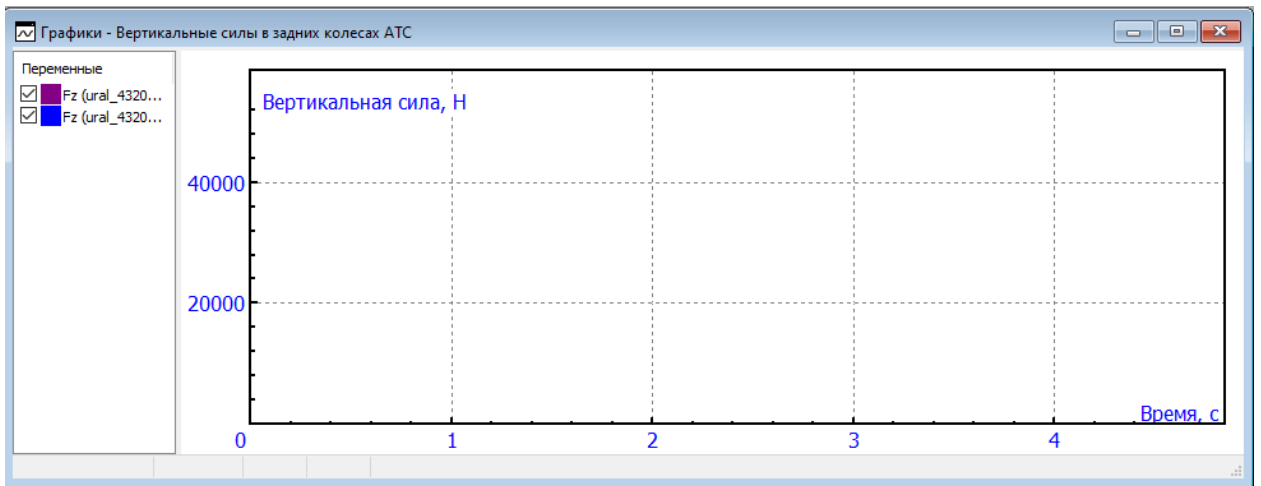 Графики - Вертикальные силы в задних колесах АТС
Переменные
Fz (ural_4320...
Fz (ural_4320...
Вертикальная сила, Н
40000
20000
Время, с
0 1 2 3 4